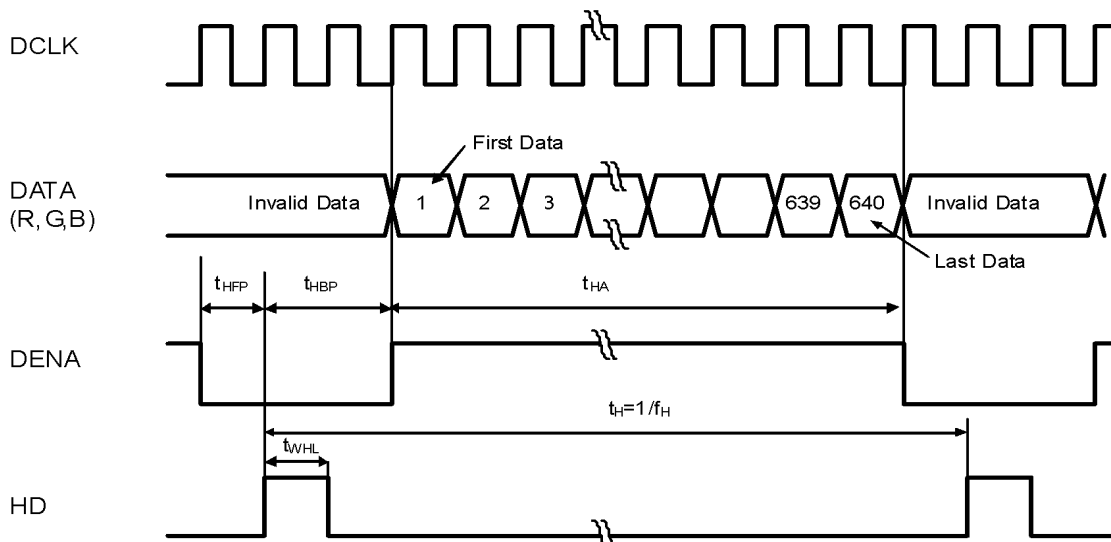 DCLK
First Data
DATA
(R, G,B)
Invalid Data
1
2
3
639
640
Invalid Data
Last Data
tHFP
tHBP
tHA
DENA
tH=1/fH
tWHL
HD